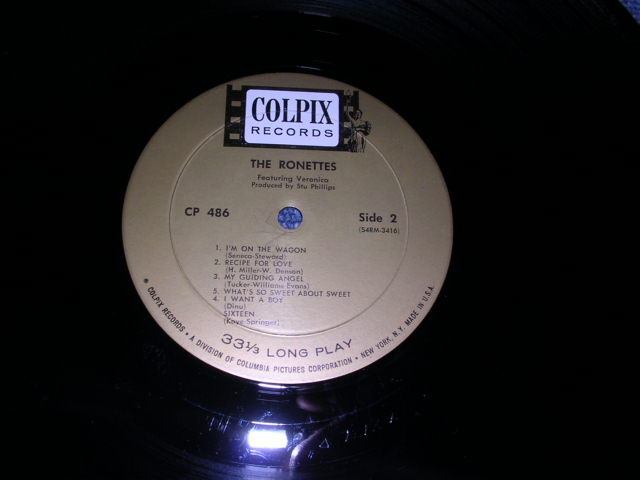 COLPIX
RECORDS
THE RONETTES
Featuring Veronica
Produced by Stu Phillips
CP 486
Side 2
(S4RM-3416)
1. I'M ON THE WAGON
(Seneca-Steward)
2. RECIPE FOR LOVE
(H. Miller-W. Denson)
3. MY GUIDING ANGEL
(Tucker-Williams Evans)
5. WHAT'S SO SWEET ABOUT SWEET
4. I WANT A BOY
(Dino)
SIXTEEN
(Kaye Springer)
33⅓ LONG PLAY
COLPIX RECORDS • A DIVISION OF COLUMBIA PICTURES CORPORATION • NEW YORK, N.Y. MADE IN U.S.A.